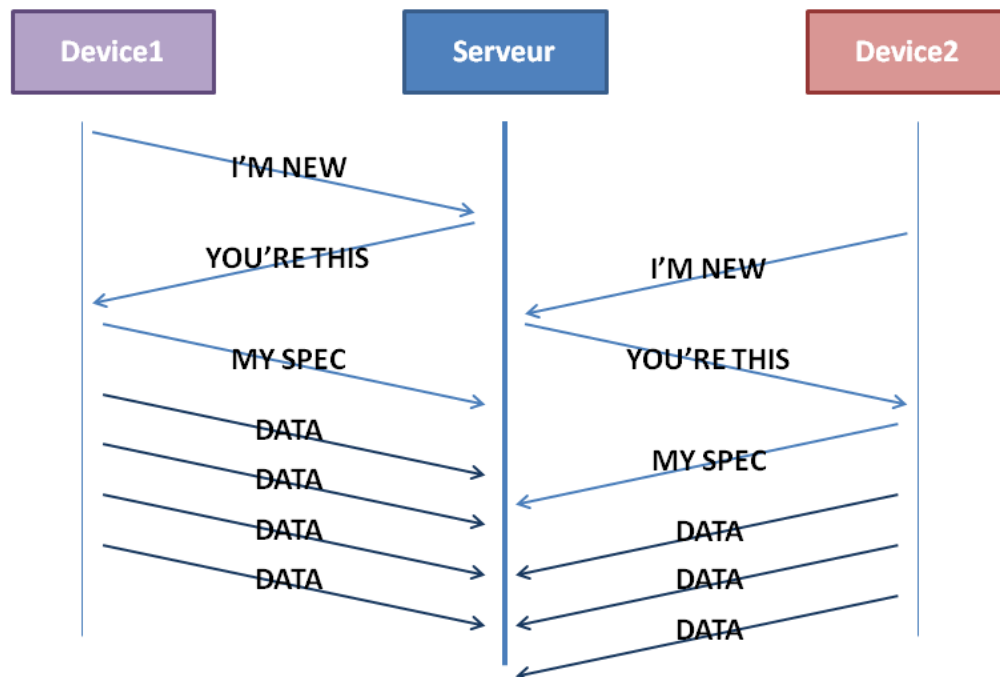 Device1
Serveur
Device2
I'M NEW
YOU'RE THIS
I'M NEW
MY SPEC
YOU'RE THIS
DATA
MY SPEC
DATA
DATA
DATA
DATA
DATA
DATA